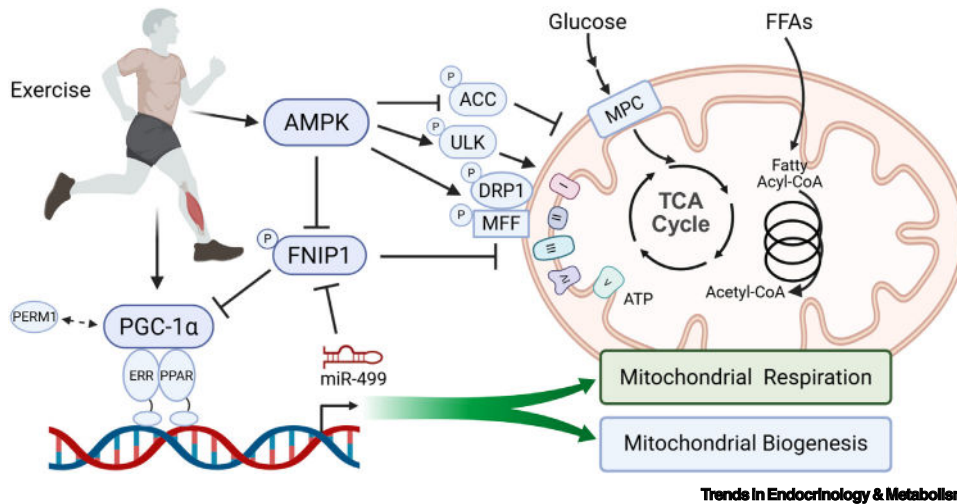 Glucose
FFAs
Exercise
P
ACC
MPC
AMPK
P
ULK
P
DRP1
P
MFF
I
II
III
IV
V
ATP
TCA
Cycle
Fatty
Acyl-CoA
Acetyl-CoA
P
FNIP1
PERM1
PGC-1α
ERR
PPAR
miR-499
Mitochondrial Respiration
Mitochondrial Biogenesis
Trends in Endocrinology & Metabolism